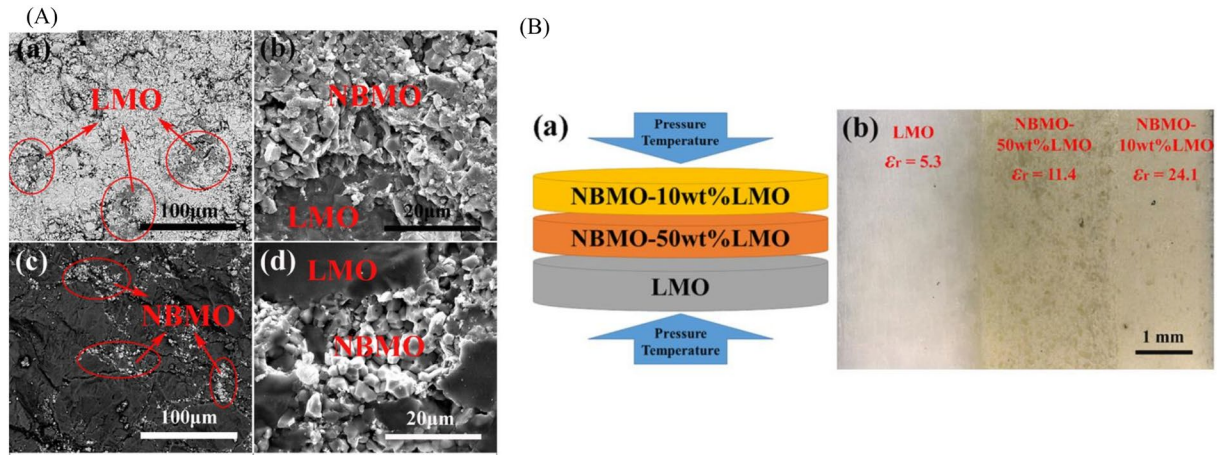 (A)
(a)
LMO
100μm
(b)
NBMO
LMO
20μm
(c)
NBMO
100μm
(d)
LMO
NBMO
20μm
(B)
(a)
Pressure
Temperature
NBMO-10wt%LMO
NBMO-50wt%LMO
LMO
Pressure
Temperature
(b)
LMO
εr = 5.3
NBMO-
50wt%LMO
εr = 11.4
NBMO-
10wt%LMO
εr = 24.1
1 mm